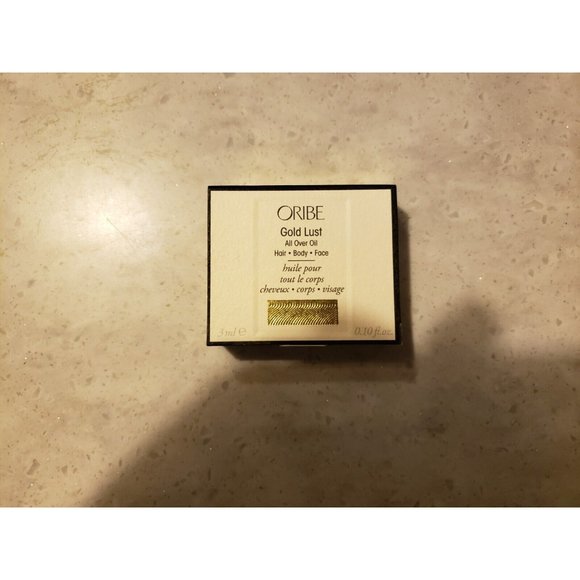 ORIBE
Gold Lust
All Over Oil
Hair • Body • Face
huile pour
tout le corps
cheveux • corps • visage
3 ml ℮ 0.10 fl.oz.